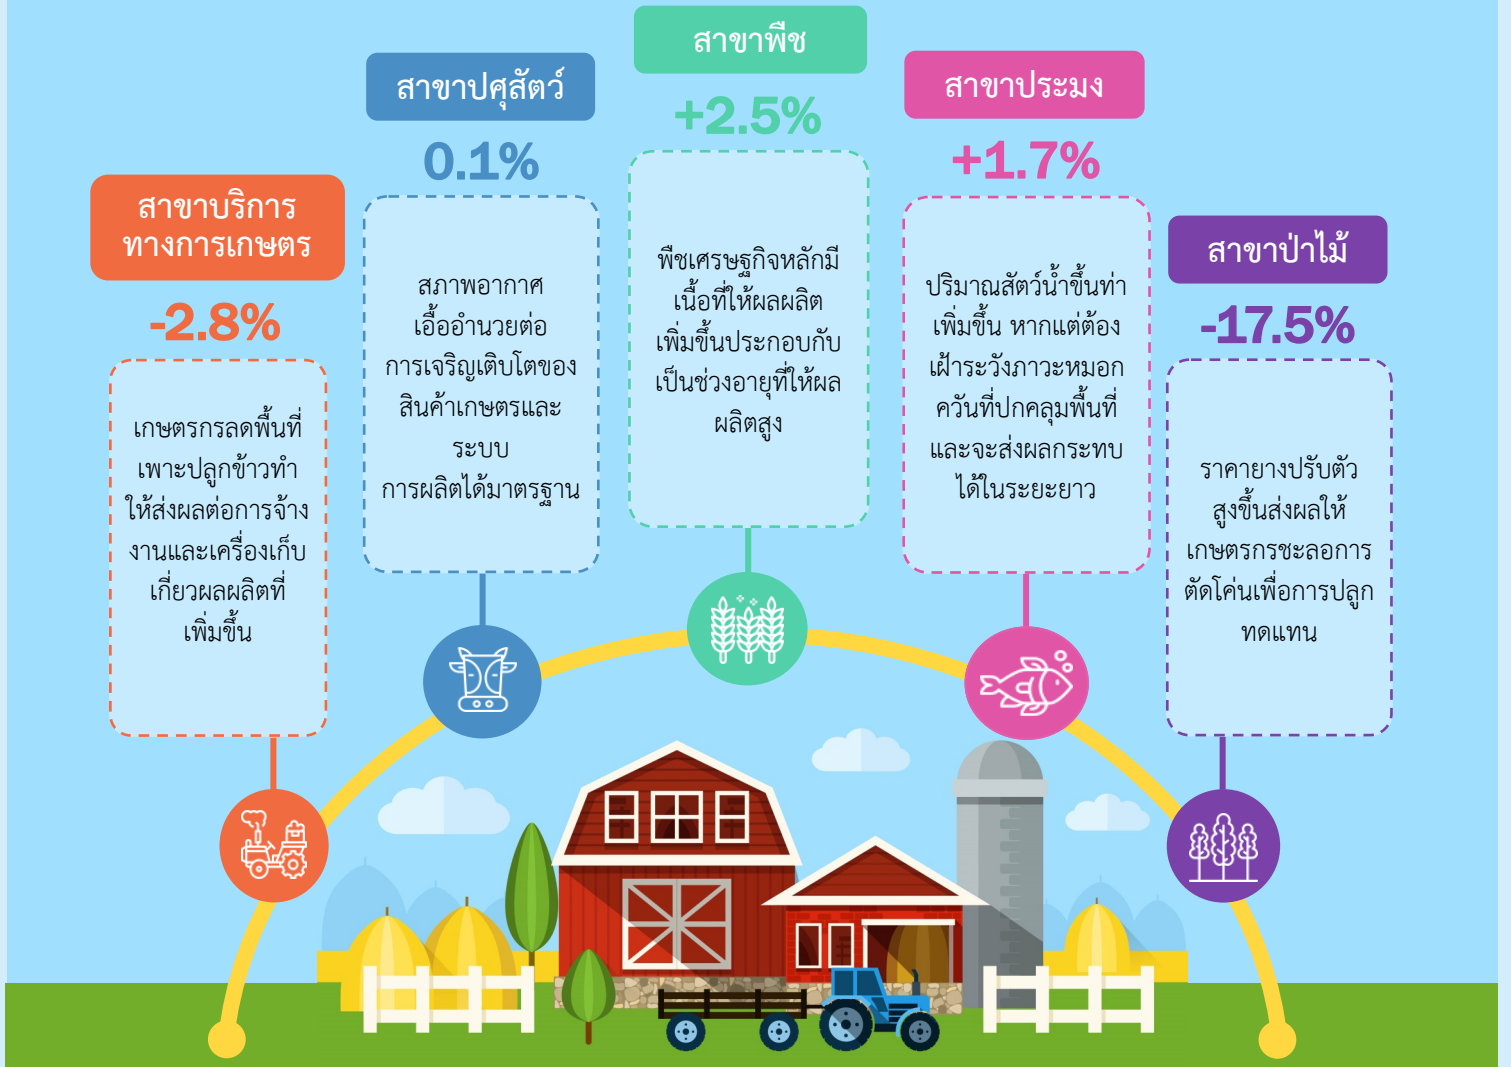 สาขาบริการ
ทางการเกษตร
-2.8%
เกษตรกรลดพื้นที่
เพาะปลูกข้าวทำ
ให้ส่งผลต่อการจ้าง
งานและเครื่องเก็บ
เกี่ยวผลผลิตที่
เพิ่มขึ้น
สาขาปศุสัตว์
0.1%
สภาพอากาศ
เอื้ออำนวยต่อ
การเจริญเติบโตของ
สินค้าเกษตรและ
ระบบ
การผลิตได้มาตรฐาน
สาขาพืช
+2.5%
พืชเศรษฐกิจหลักมี
เนื้อที่ให้ผลผลิต
เพิ่มขึ้นประกอบกับ
เป็นช่วงอายุที่ให้ผล
ผลิตสูง
สาขาประมง
+1.7%
ปริมาณสัตว์น้ำขึ้นท่า
เพิ่มขึ้น หากแต่ต้อง
เฝ้าระวังภาวะหมอก
ควันที่ปกคลุมพื้นที่
และจะส่งผลกระทบ
ได้ในระยะยาว
สาขาป่าไม้
-17.5%
ราคายางปรับตัว
สูงขึ้นส่งผลให้
เกษตรกรชะลอการ
ตัดโค่นเพื่อการปลูก
ทดแทน